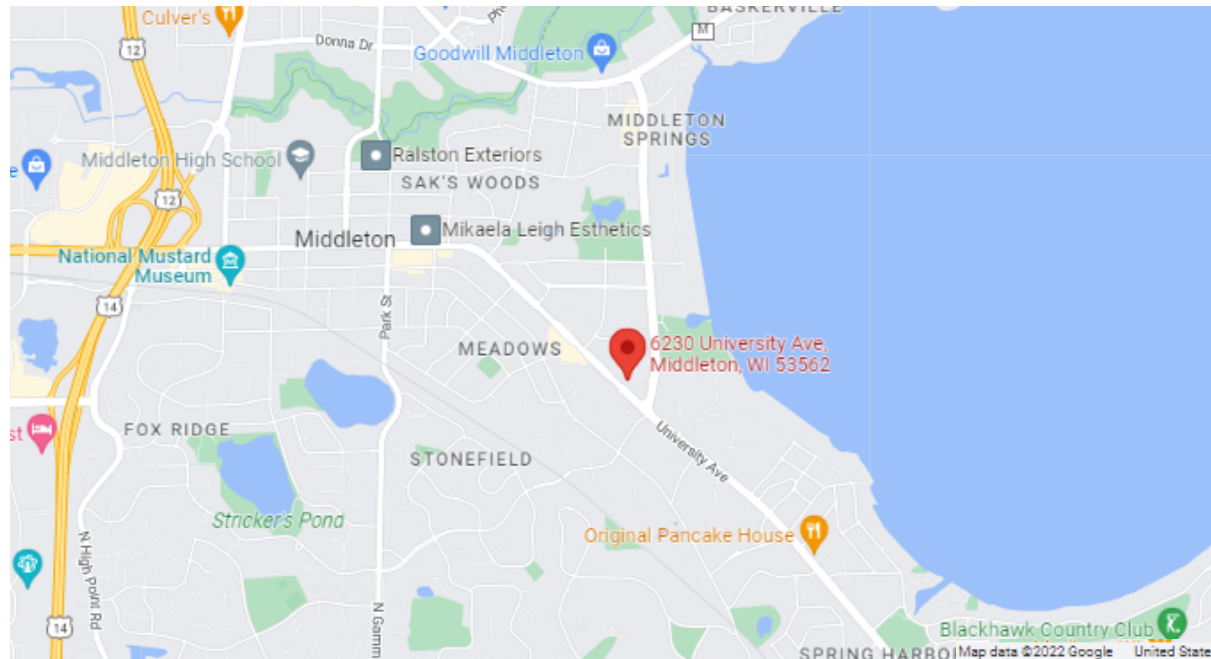 BASKERVILLE
Culver's
12
Donna Dr
M
Goodwill Middleton
MIDDLETON
SPRINGS
Middleton High School
Ralston Exteriors
SAK'S WOODS
12
Mikaela Leigh Esthetics
Middleton
National Mustard
Museum
14
Park St
MEADOWS
6230 University Ave,
Middleton, WI 53562
FOX RIDGE
STONEFIELD
University Ave
Stricker's Pond
Original Pancake House
N High Point Rd
N Gamm
14
Blackhawk Country Club
SPRING HARBO
Map data ©2022 Google
United State